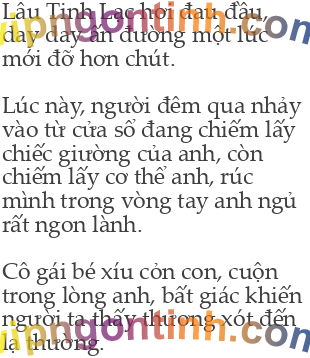 Lâu Tinh Lạc hơi đau đầu,
day day ấn đường một lúc
mới đỡ hơn chút.

Lúc này, người đêm qua nhảy
vào từ cửa sổ đang chiếm lấy
chiếc giường của anh, còn
chiếm lấy cơ thể anh, rúc
mình trong vòng tay anh ngủ
rất ngon lành.

Cô gái bé xíu cỏn con, cuộn
trong lòng anh, bất giác khiến
người ta thấy thương xót đến
lạ thường.
vipngontinh.com
vipngontinh.com